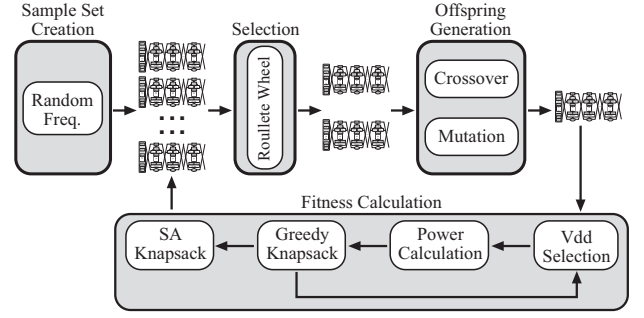 Sample Set
Creation
Random
Freq.
Selection
Roullete Wheel
Offspring
Generation
Crossover
Mutation
Fitness Calculation
SA
Knapsack
Greedy
Knapsack
Power
Calculation
Vdd
Selection